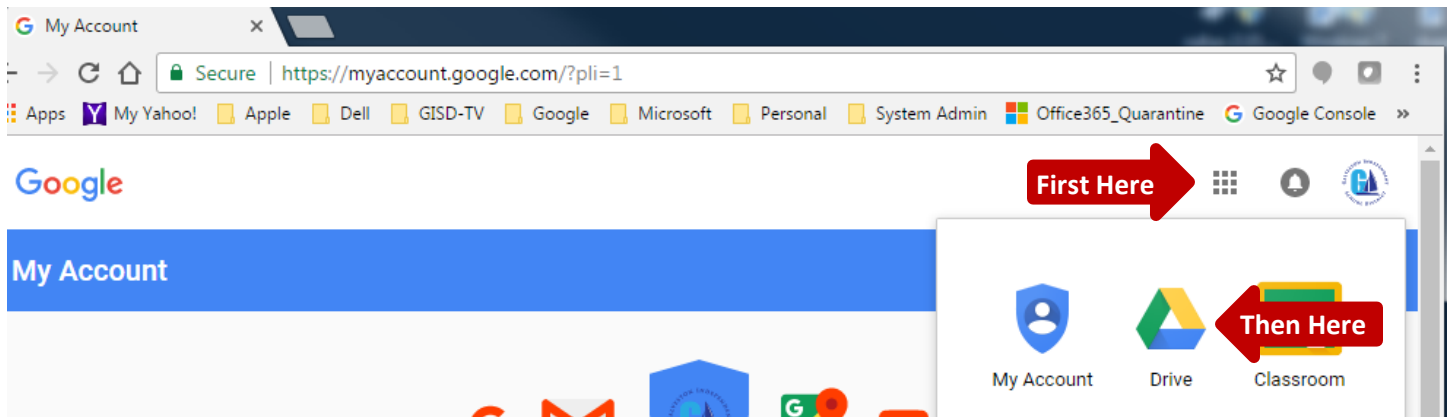 My Account
Secure | https://myaccount.google.com/?pli=1
Apps My Yahoo! Apple Dell GISD-TV Google Microsoft Personal System Admin Office365_Quarantine Google Console »
Google
First Here
My Account
Then Here
My Account Drive Classroom